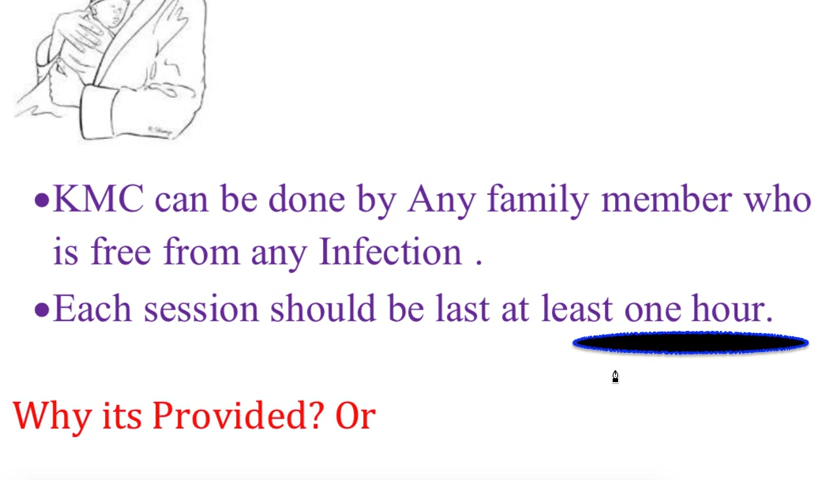 •KMC can be done by Any family member who
is free from any Infection .
•Each session should be last at least one hour.
Why its Provided? Or